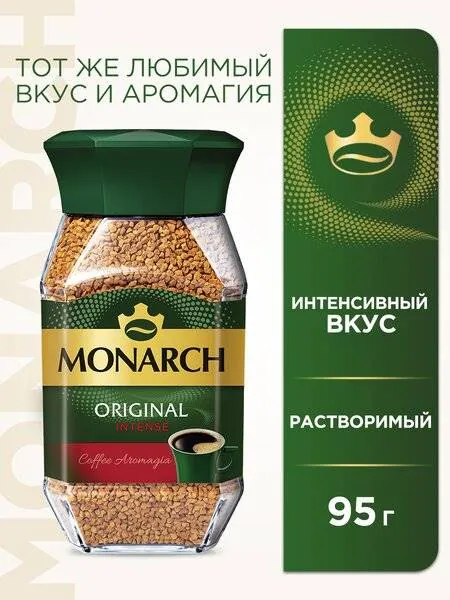 ТОТ ЖЕ ЛЮБИМЫЙ
ВКУС И АРОМАГИЯ
MONARCH
MONARCH
ORIGINAL
INTENSE
Coffee Aromagia
ИНТЕНСИВНЫЙ
ВКУС
РАСТВОРИМЫЙ
95 г